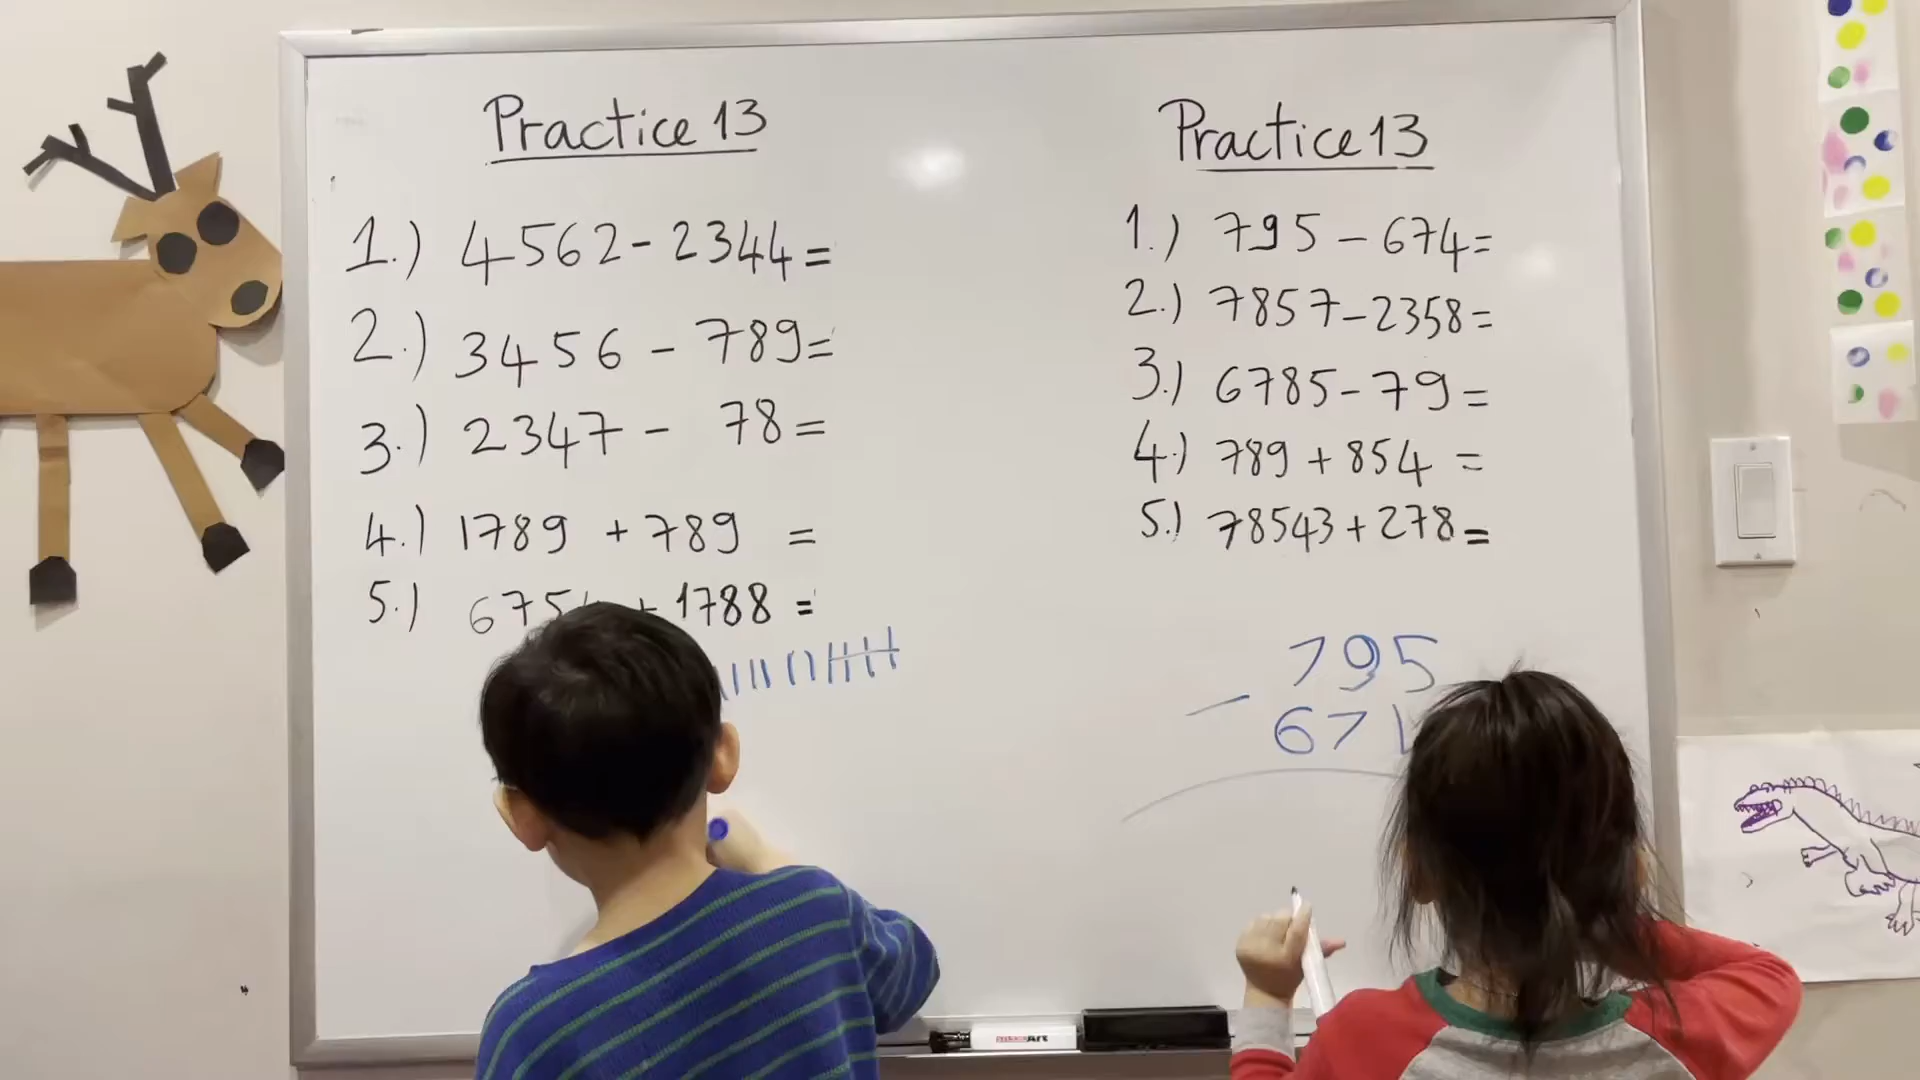 Practice 13
1.) 4562-2344=
2.) 3456 - 789=
3.) 2347 - 78=
4.) 1789 + 789 =
5.) 675 + 1788 =
Practice 13
1.) 795 - 674=
2.) 7857-2358=
3.) 6785-79=
4.) 789 + 854 =
5.) 78543+278=
795
- 67